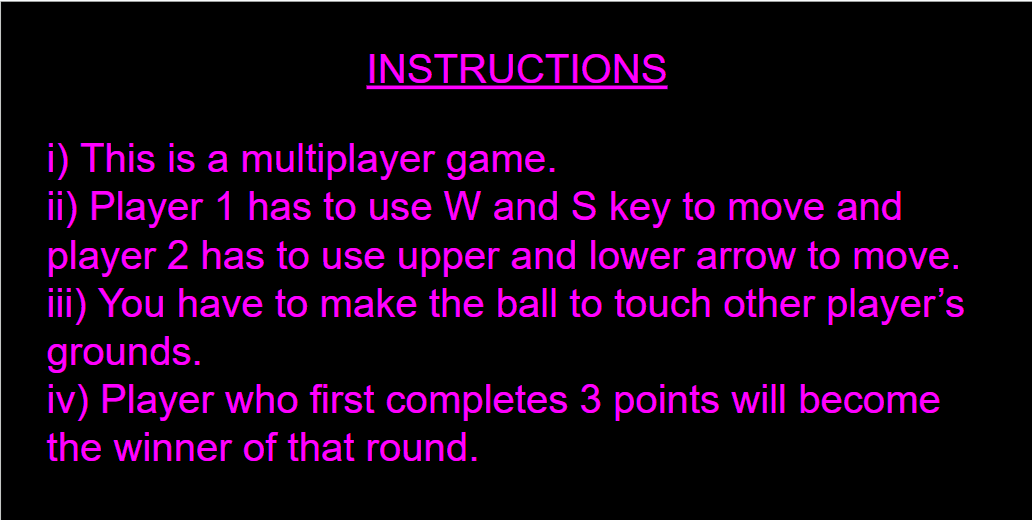 INSTRUCTIONS
i) This is a multiplayer game.
ii) Player 1 has to use W and S key to move and
player 2 has to use upper and lower arrow to move.
iii) You have to make the ball to touch other player’s
grounds.
iv) Player who first completes 3 points will become
the winner of that round.